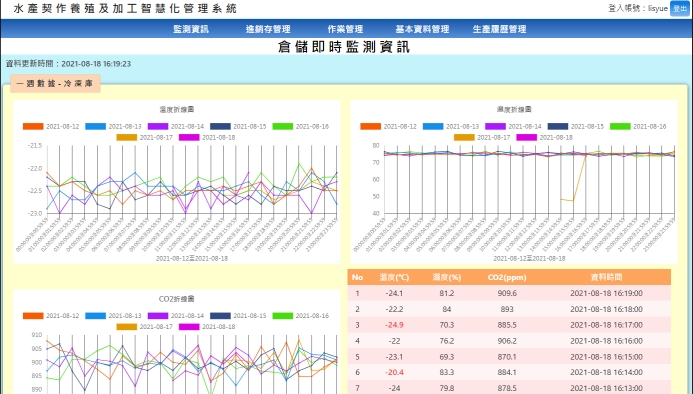 水產契作養殖及加工智慧化管理系統
登入帳號：lisyue 登出
監測資訊 進銷存管理 作業管理 基本資料管理 生產履歷管理
倉儲即時監測資訊
資料更新時間：2021-08-18 16:19:23
一週數據-冷凍庫
溫度折線圖
2021-08-12 2021-08-13 2021-08-14 2021-08-15 2021-08-16
2021-08-17 2021-08-18
-21.5
-22.0
-22.5
-23.0
2021-08-12至2021-08-18
濕度折線圖
2021-08-12 2021-08-13 2021-08-14 2021-08-15 2021-08-16
2021-08-17 2021-08-18
80
70
60
50
40
2021-08-12至2021-08-18
CO2折線圖
2021-08-12 2021-08-13 2021-08-14 2021-08-15 2021-08-16
2021-08-17 2021-08-18
910
905
900
895
890
No 溫度(℃) 濕度(%) CO2(ppm) 資料時間
1 -24.1 81.2 909.6 2021-08-18 16:19:00
2 -22.2 84 893 2021-08-18 16:18:00
3 -24.9 70.3 885.5 2021-08-18 16:17:00
4 -22 76.2 906.2 2021-08-18 16:16:00
5 -23.1 69.3 870.1 2021-08-18 16:15:00
6 -20.4 83.3 884.1 2021-08-18 16:14:00
7 -24 79.8 878.5 2021-08-18 16:13:00